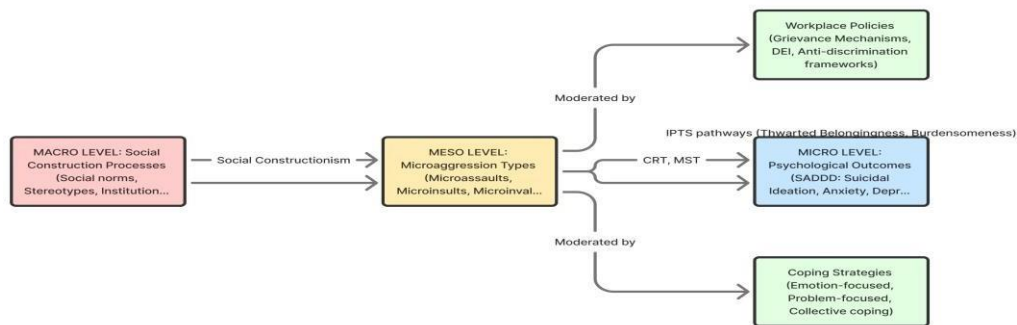 Workplace Policies
(Grievance Mechanisms,
DEI, Anti-discrimination
frameworks)
Moderated by
IPTS pathways (Thwarted Belongingness, Burdensomeness)
MACRO LEVEL: Social
Construction Processes
(Social norms,
Stereotypes, Institution...
Social Constructionism
MESO LEVEL:
Microaggression Types
(Microassaults,
Microinsults, Microinval...
CRT, MST
MICRO LEVEL:
Psychological Outcomes
(SADDD: Suicidal
Ideation, Anxiety, Depr...
Moderated by
Coping Strategies
(Emotion-focused,
Problem-focused,
Collective coping)